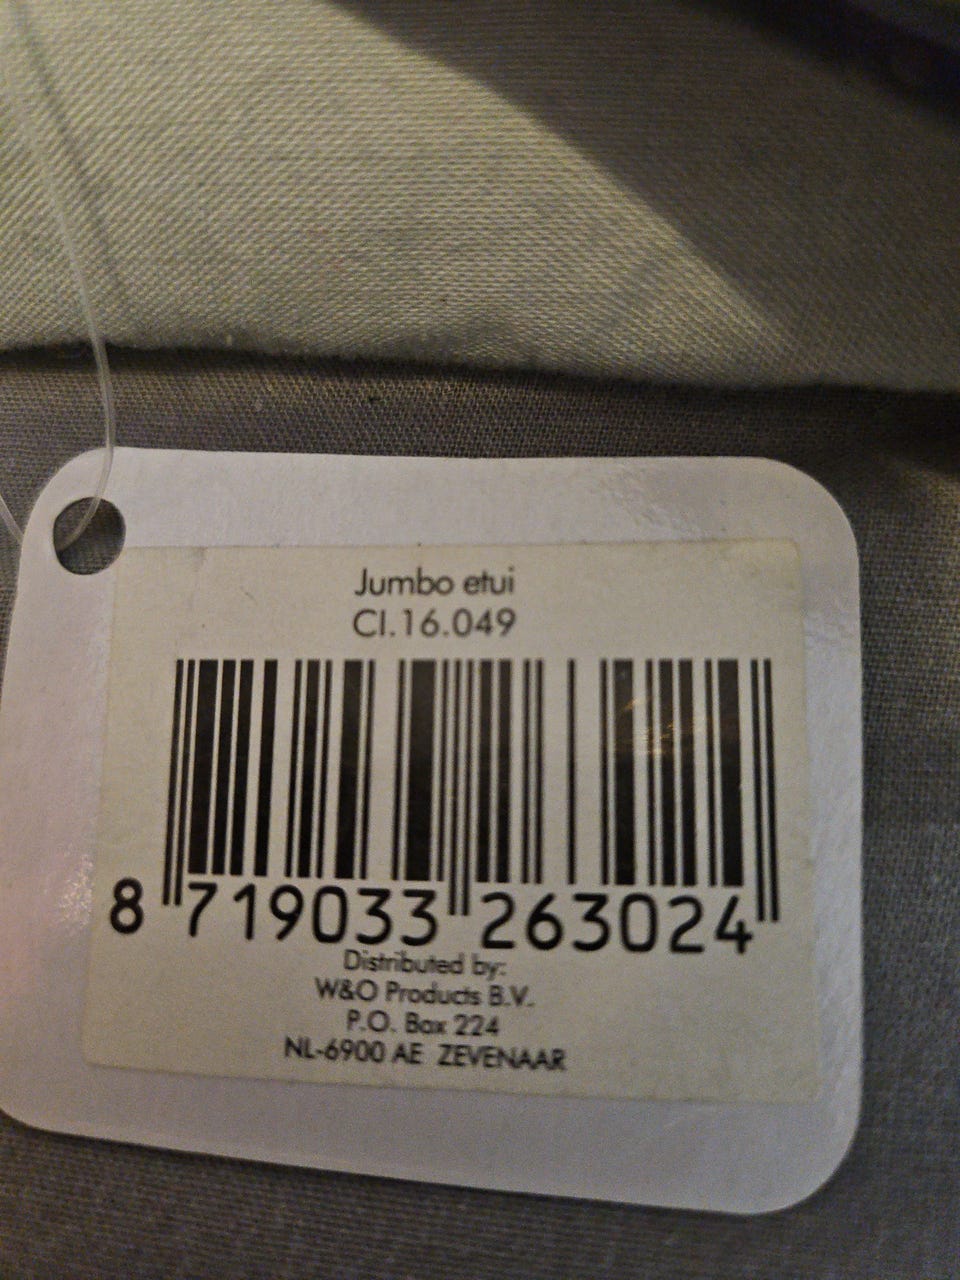 Jumbo etui
CI.16.049
8 719033 263024
Distributed by:
W&O Products B.V.
P.O. Box 224
NL-6900 AE ZEVENAAR